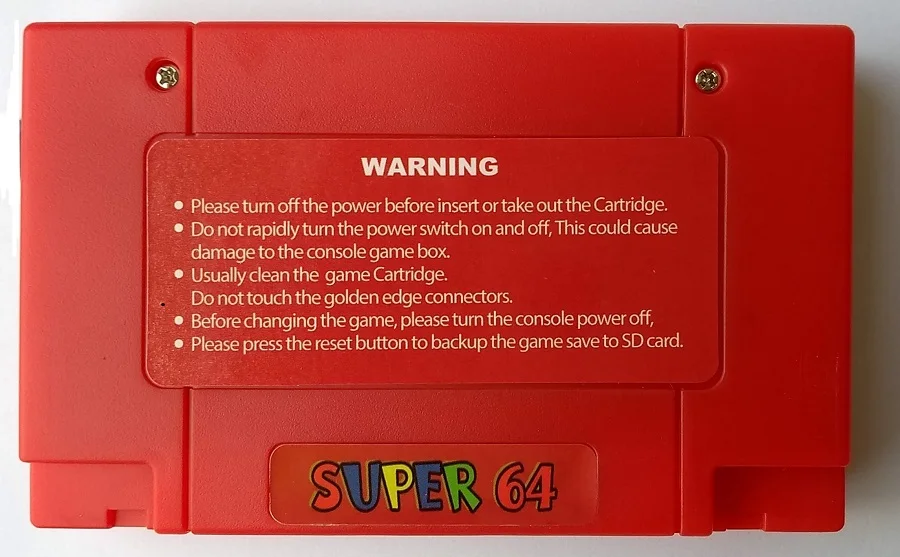 WARNING
• Please turn off the power before insert or take out the Cartridge.
• Do not rapidly turn the power switch on and off, This could cause
damage to the console game box.
• Usually clean the game Cartridge.
Do not touch the golden edge connectors.
• Before changing the game, please turn the console power off,
• Please press the reset button to backup the game save to SD card.
SUPER 64